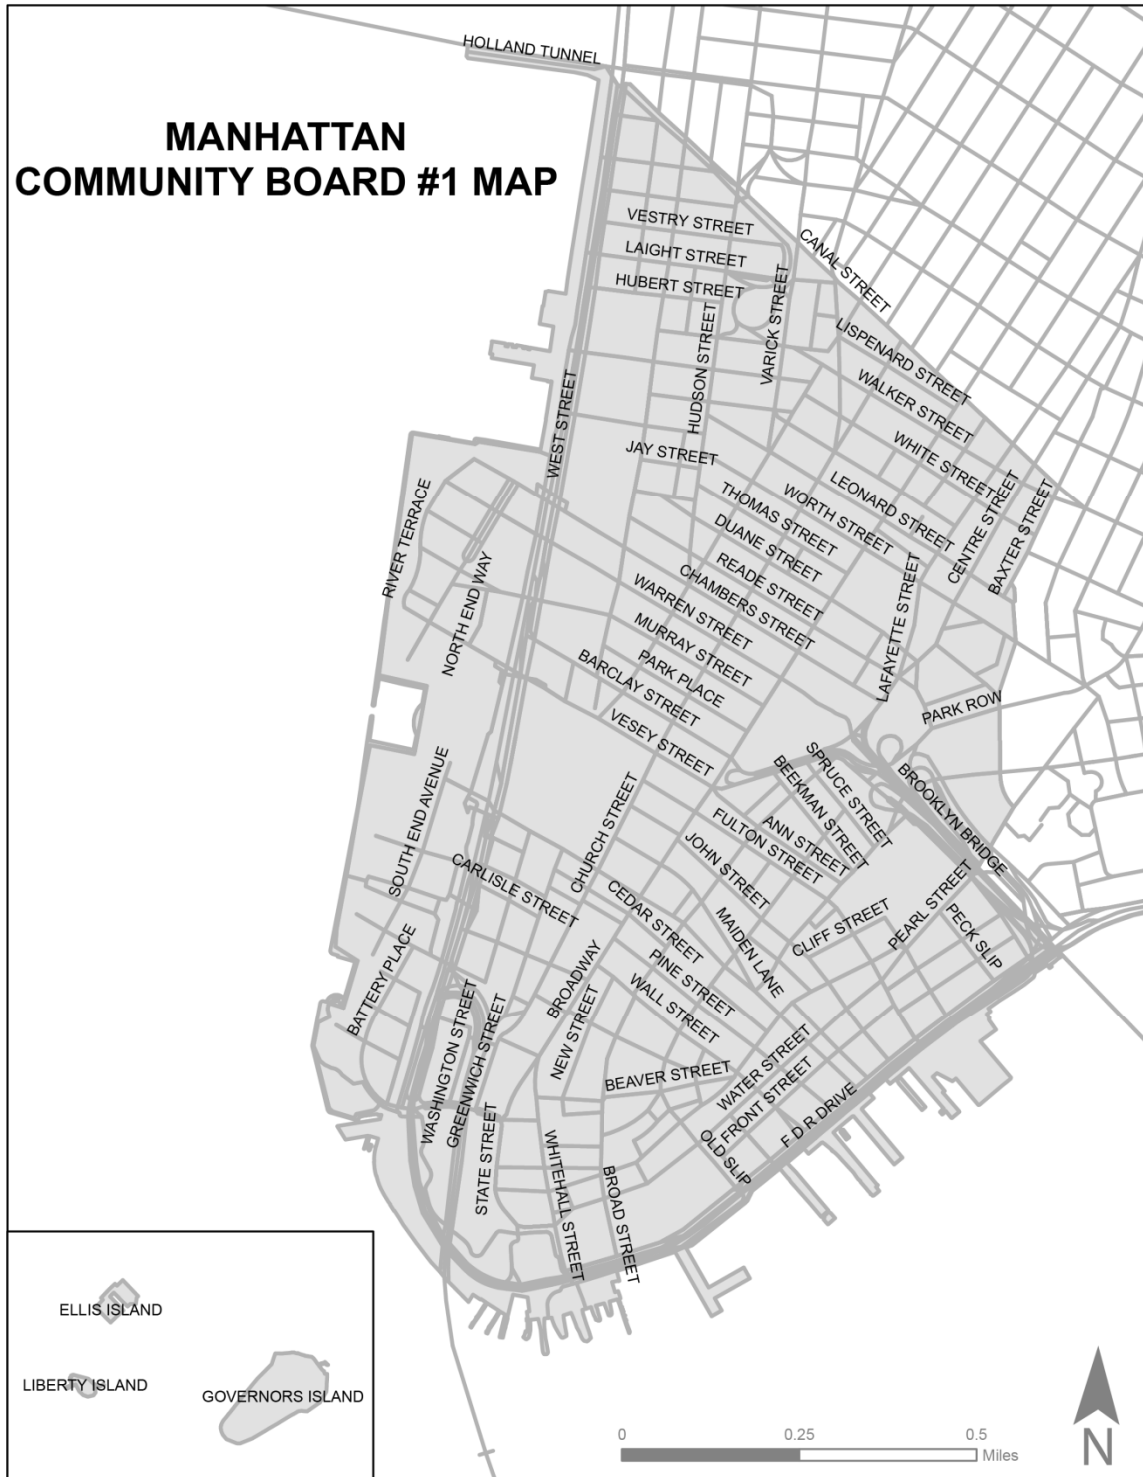 HOLLAND TUNNEL
MANHATTAN
COMMUNITY BOARD #1 MAP
VESTRY STREET
CANAL STREET
LAIGHT STREET
HUBERT STREET
VARICK STREET
HUDSON STREET
LISPENARD STREET
WALKER STREET
WEST STREET
WHITE STREET
JAY STREET
LEONARD STREET
CENTRE STREET
BAXTER STREET
WORTH STREET
THOMAS STREET
RIVER TERRACE
DUANE STREET
READE STREET
LAFAYETTE STREET
NORTH END WAY
CHAMBERS STREET
WARREN STREET
MURRAY STREET
PARK PLACE
BARCLAY STREET
PARK ROW
VESEY STREET
SPRUCE STREET
BEEKMAN STREET
BROOKLYN BRIDGE
SOUTH END AVENUE
CHURCH STREET
ANN STREET
FULTON STREET
JOHN STREET
CARLISLE STREET
CEDAR STREET
MAIDEN LANE
CLIFF STREET
PEARL STREET
PECK SLIP
BATTERY PLACE
BROADWAY
PINE STREET
WALL STREET
WASHINGTON STREET
GREENWICH STREET
NEW STREET
BEAVER STREET
WATER STREET
FRONT STREET
F D R DRIVE
STATE STREET
WHITEHALL STREET
OLD SLIP
BROAD STREET
ELLIS ISLAND
LIBERTY ISLAND
GOVERNORS ISLAND
0 0.25 0.5
Miles
N